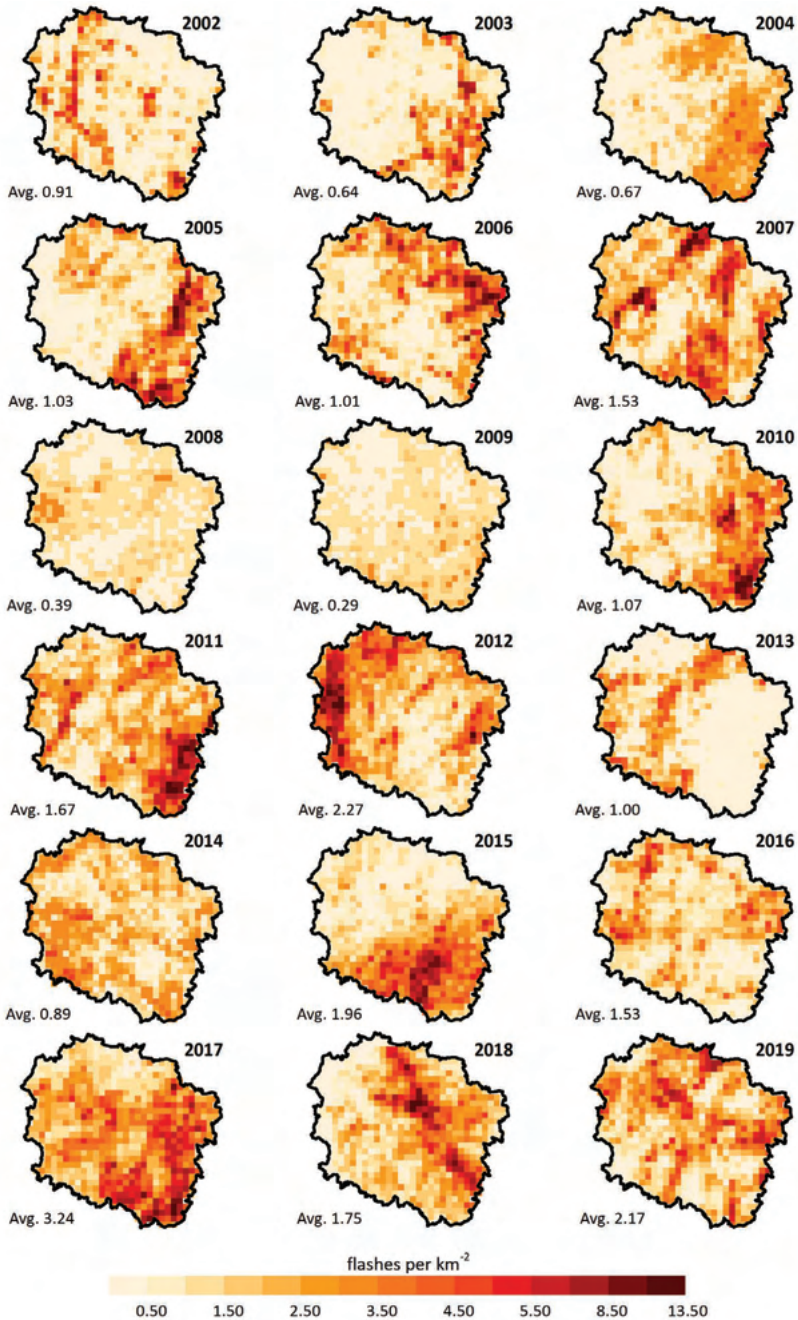 2002
2003
2004
Avg. 0.91
Avg. 0.64
Avg. 0.67
2005
2006
2007
Avg. 1.03
Avg. 1.01
Avg. 1.53
2008
2009
2010
Avg. 0.39
Avg. 0.29
Avg. 1.07
2011
2012
2013
Avg. 1.67
Avg. 2.27
Avg. 1.00
2014
2015
2016
Avg. 0.89
Avg. 1.96
Avg. 1.53
2017
2018
2019
Avg. 3.24
Avg. 1.75
Avg. 2.17
flashes per km⁻²
0.50 1.50 2.50 3.50 4.50 5.50 8.50 13.50